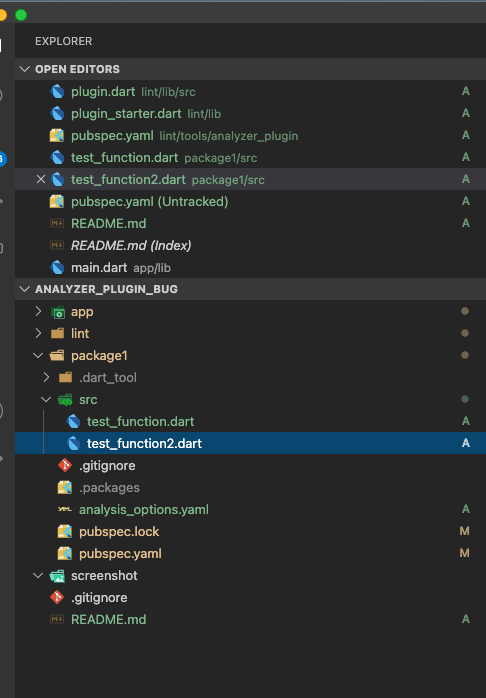 EXPLORER
OPEN EDITORS
plugin.dart lint/lib/src A
plugin_starter.dart lint/lib A
pubspec.yaml lint/tools/analyzer_plugin A
test_function.dart package1/src A
test_function2.dart package1/src A
pubspec.yaml (Untracked) A
README.md A
README.md (Index)
main.dart app/lib
ANALYZER_PLUGIN_BUG
app
lint
package1
.dart_tool
src
test_function.dart A
test_function2.dart A
.gitignore
.packages
analysis_options.yaml A
pubspec.lock M
pubspec.yaml M
screenshot
.gitignore
README.md A